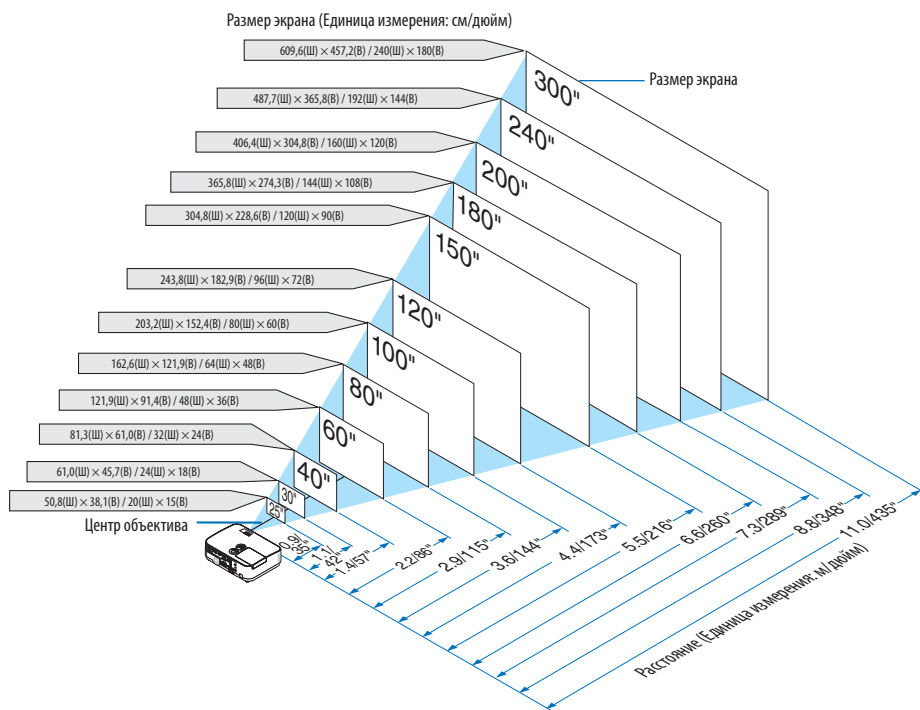 Размер экрана (Единица измерения: см/дюйм)
609,6(Ш) × 457,2(В) / 240(Ш) × 180(В)
Размер экрана
300"
487,7(Ш) × 365,8(В) / 192(Ш) × 144(В)
240"
406,4(Ш) × 304,8(В) / 160(Ш) × 120(В)
200"
365,8(Ш) × 274,3(В) / 144(Ш) × 108(В)
180"
304,8(Ш) × 228,6(В) / 120(Ш) × 90(В)
150"
243,8(Ш) × 182,9(В) / 96(Ш) × 72(В)
120"
203,2(Ш) × 152,4(В) / 80(Ш) × 60(В)
100"
162,6(Ш) × 121,9(В) / 64(Ш) × 48(В)
80"
121,9(Ш) × 91,4(В) / 48(Ш) × 36(В)
60"
81,3(Ш) × 61,0(В) / 32(Ш) × 24(В)
40"
61,0(Ш) × 45,7(В) / 24(Ш) × 18(В)
30"
50,8(Ш) × 38,1(В) / 20(Ш) × 15(В)
25"
Центр объектива
0.9/
1.1/
42"
1.4/57"
2.2/86"
2.9/115"
3.6/144"
4.4/173"
5.5/216"
6.6/260"
7.3/289"
8.8/348"
11.0/435"
Расстояние (Единица измерения: м/дюйм)